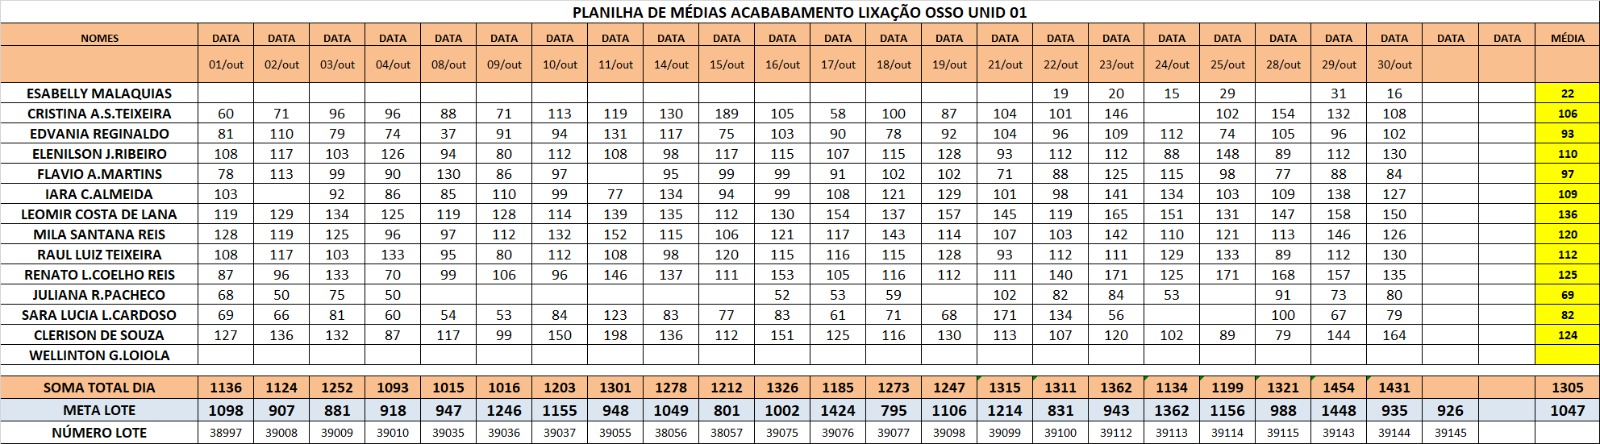 PLANILHA DE MÉDIAS ACABABAMENTO LIXAÇÃO OSSO UNID 01
NOMES DATA DATA DATA DATA DATA DATA DATA DATA DATA DATA DATA DATA DATA DATA DATA DATA DATA DATA DATA DATA DATA DATA DATA DATA MÉDIA
01/out 02/out 03/out 04/out 08/out 09/out 10/out 11/out 14/out 15/out 16/out 17/out 18/out 19/out 21/out 22/out 23/out 24/out 25/out 28/out 29/out 30/out
ESABELLY MALAQUIAS 19 20 15 29 31 16 22
CRISTINA A.S.TEIXEIRA 60 71 96 96 88 71 113 119 130 189 105 58 100 87 104 101 146 102 154 132 108 106
EDVANIA REGINALDO 81 110 79 74 37 91 94 131 117 75 103 90 78 92 104 96 109 112 74 105 96 102 93
ELENILSON J.RIBEIRO 108 117 103 126 94 80 112 108 98 117 115 107 115 128 93 112 112 88 148 89 112 130 110
FLAVIO A.MARTINS 78 113 99 90 130 86 97 95 99 99 91 102 102 71 88 125 115 98 77 88 84 97
IARA C.ALMEIDA 103 92 86 85 110 99 77 134 94 99 108 121 129 101 98 141 134 103 109 138 127 109
LEOMIR COSTA DE LANA 119 129 134 125 119 128 114 139 135 112 130 154 137 157 145 119 165 151 131 147 158 150 136
MILA SANTANA REIS 128 119 125 96 97 112 132 152 115 106 121 117 143 114 107 103 142 110 121 113 146 126 120
RAUL LUIZ TEIXEIRA 108 117 103 133 95 80 112 108 98 120 115 116 115 128 93 112 111 129 133 89 112 130 112
RENATO L.COELHO REIS 87 96 133 70 99 106 96 146 137 111 153 105 116 112 111 140 171 125 171 168 157 135 125
JULIANA R.PACHECO 68 50 75 50 52 53 59 102 82 84 53 91 73 80 69
SARA LUCIA L.CARDOSO 69 66 81 60 54 53 84 123 83 77 83 61 71 68 171 134 56 100 67 79 82
CLERISON DE SOUZA 127 136 132 87 117 99 150 198 136 112 151 125 116 130 113 107 120 102 89 79 144 164 124
WELLINTON G.LOIOLA
SOMA TOTAL DIA 1136 1124 1252 1093 1015 1016 1203 1301 1278 1212 1326 1185 1273 1247 1315 1311 1362 1134 1199 1321 1454 1431 1305
META LOTE 1098 907 881 918 947 1246 1155 948 1049 801 1002 1424 795 1106 1214 831 943 1362 1156 988 1448 935 926 1047
NÚMERO LOTE 38997 39008 39009 39010 39035 39036 39037 39055 38056 38057 39075 39076 39077 39098 39099 39100 39112 39113 39114 39115 39143 39144 39145